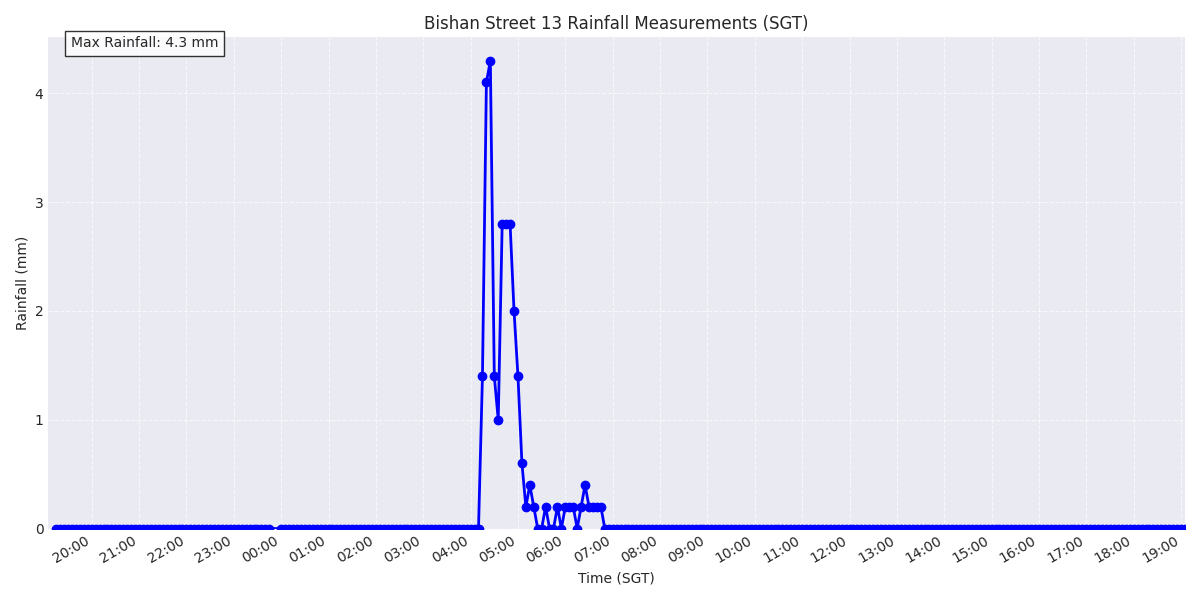 Bishan Street 13 Rainfall Measurements (SGT)
Max Rainfall: 4.3 mm
Rainfall (mm)
4
3
2
1
0
20:00 21:00 22:00 23:00 00:00 01:00 02:00 03:00 04:00 05:00 06:00 07:00 08:00 09:00 10:00 11:00 12:00 13:00 14:00 15:00 16:00 17:00 18:00 19:00
Time (SGT)